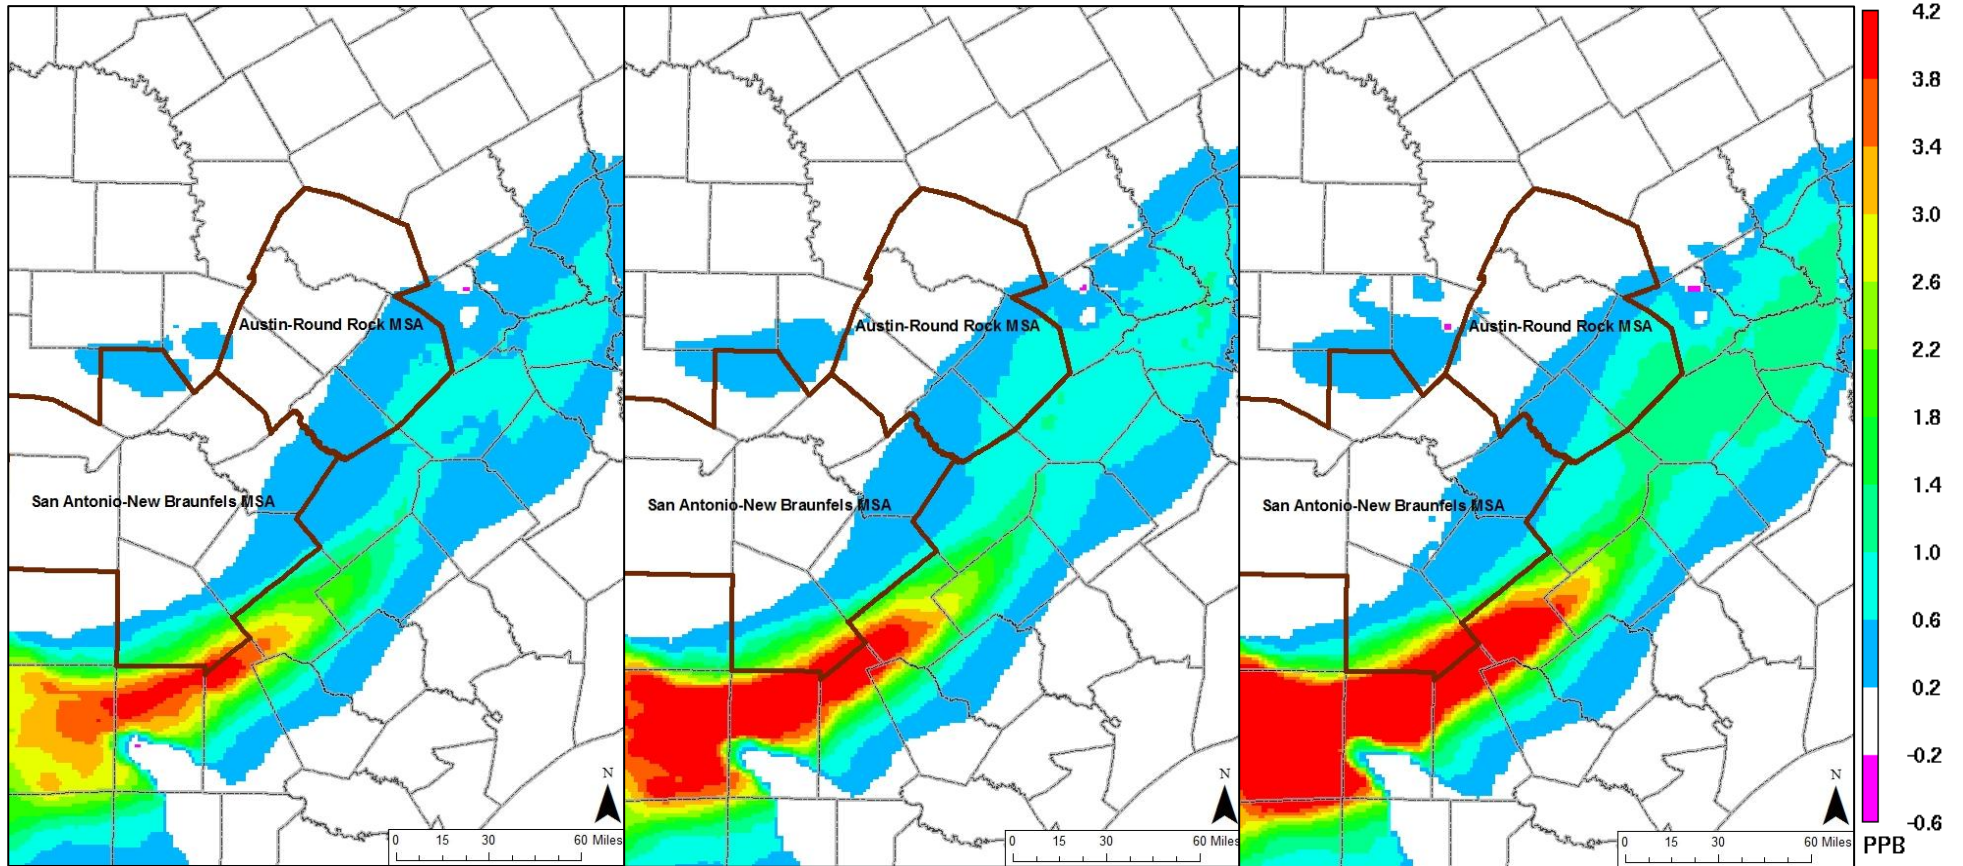 Austin-Round Rock MSA
San Antonio-New Braunfels MSA
N
0 15 30 60 Miles
Austin-Round Rock MSA
San Antonio-New Braunfels MSA
N
0 15 30 60 Miles
Austin-Round Rock MSA
San Antonio-New Braunfels MSA
N
0 15 30 60 Miles
4.2
3.8
3.4
3.0
2.6
2.2
1.8
1.4
1.0
0.6
0.2
-0.2
-0.6
PPB